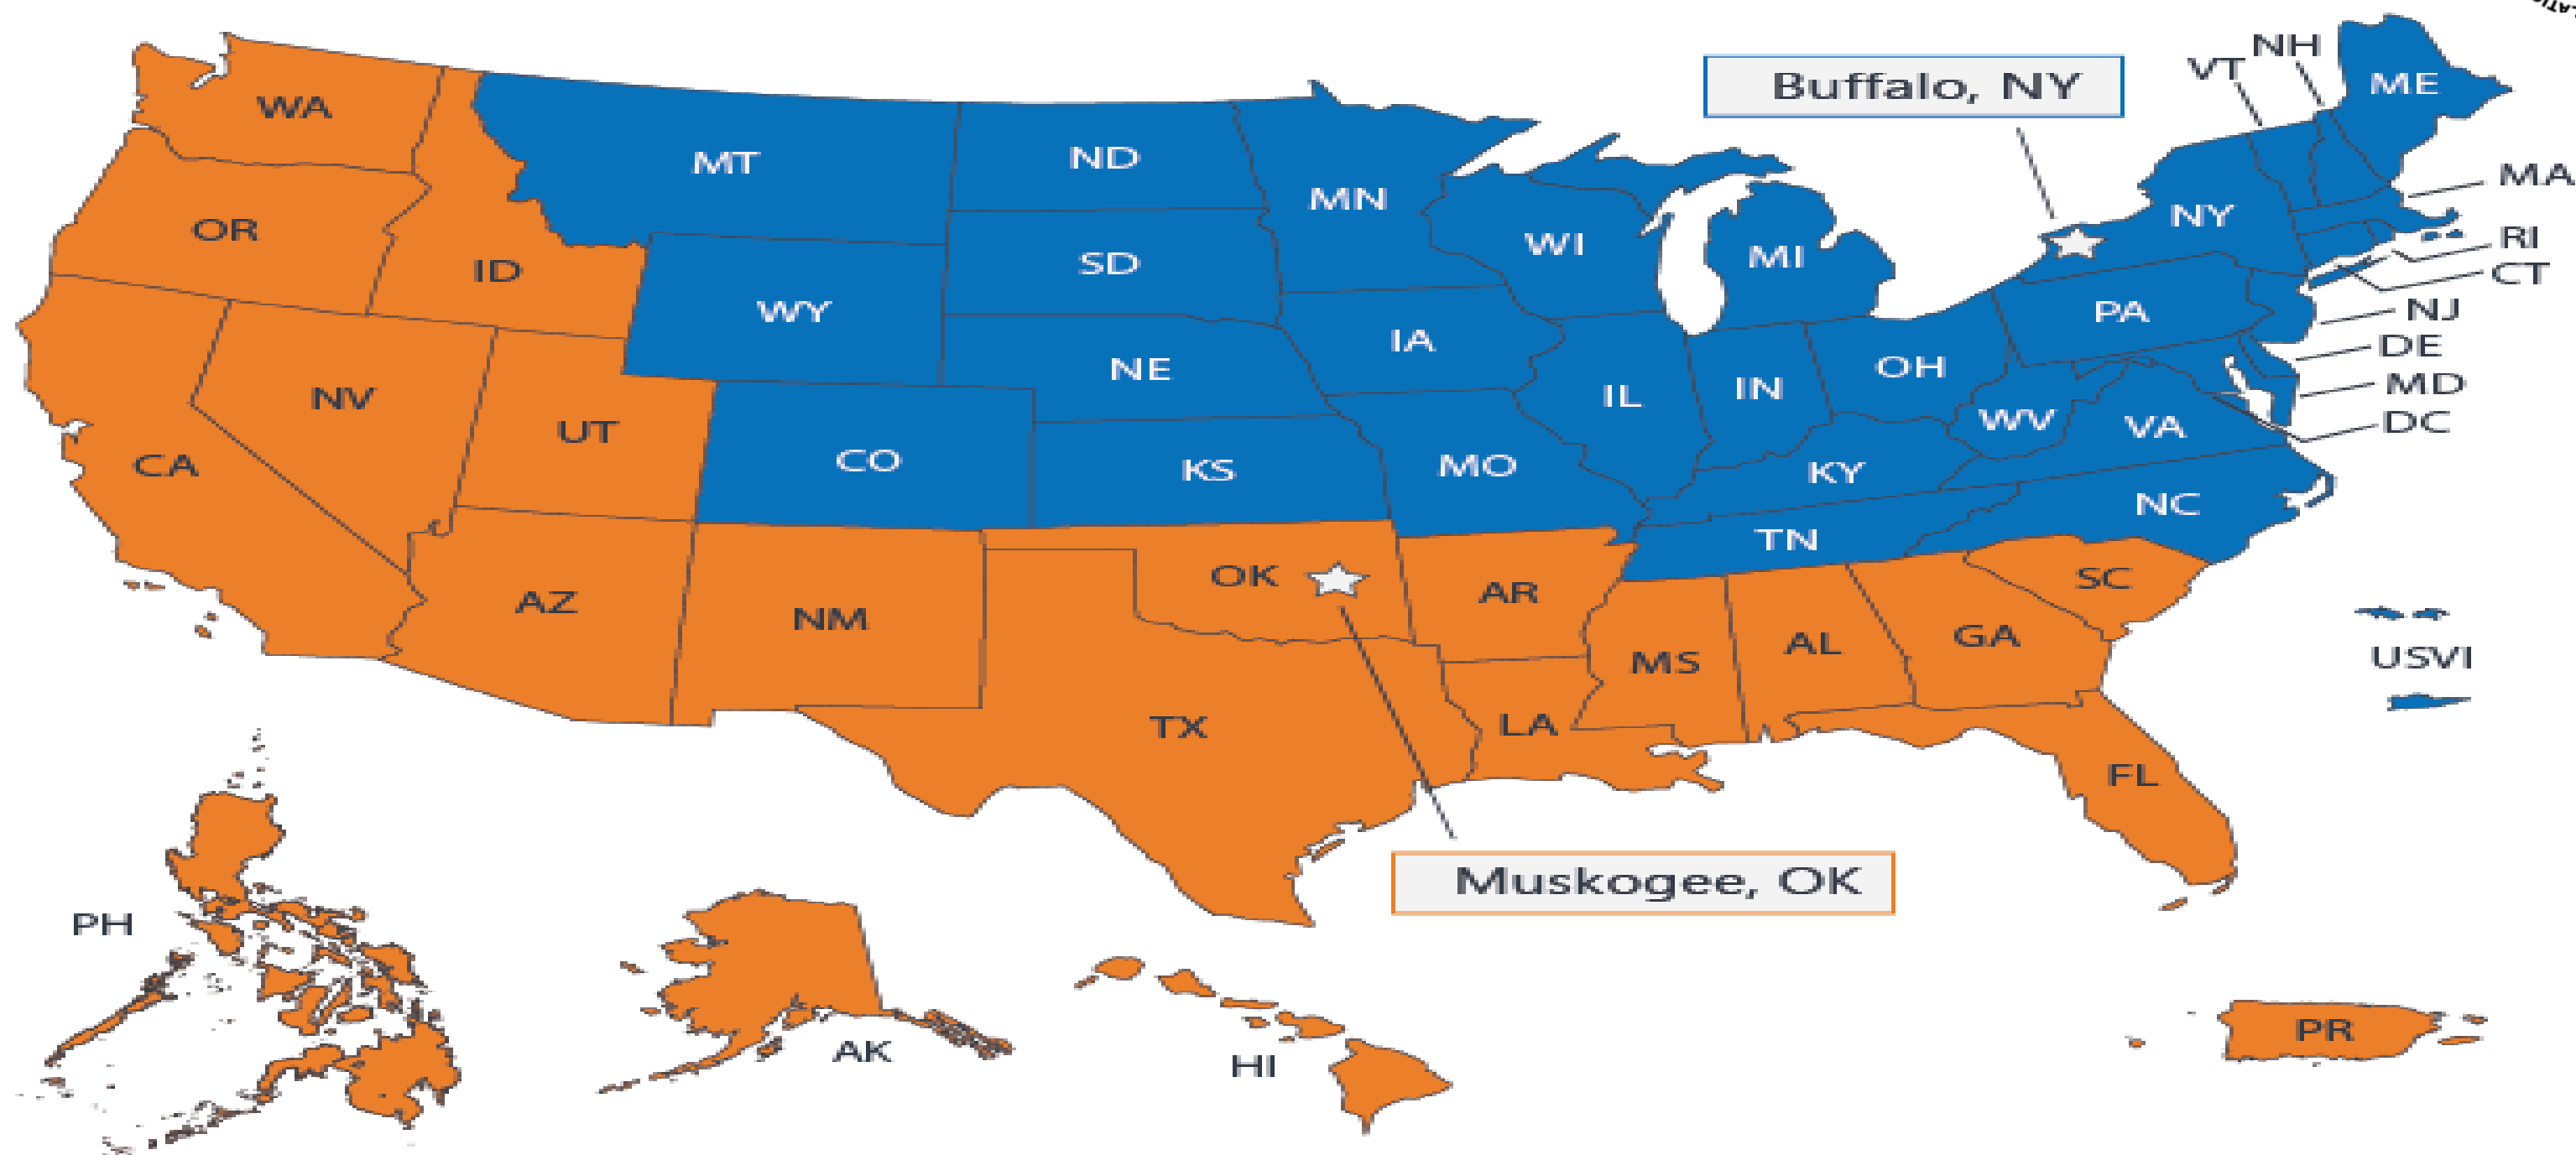 NH
VT
ME
Buffalo, NY
WA
MT
ND
MN
MA
OR
WI
NY
RI
ID
SD
MI
CT
WY
PA
NJ
NE
IA
DE
NV
OH
MD
UT
IL
IN
WV
VA
DC
CA
CO
KS
MO
KY
NC
TN
AZ
NM
OK
AR
SC
MS
AL
GA
USVI
TX
LA
FL
Muskogee, OK
PH
AK
HI
PR